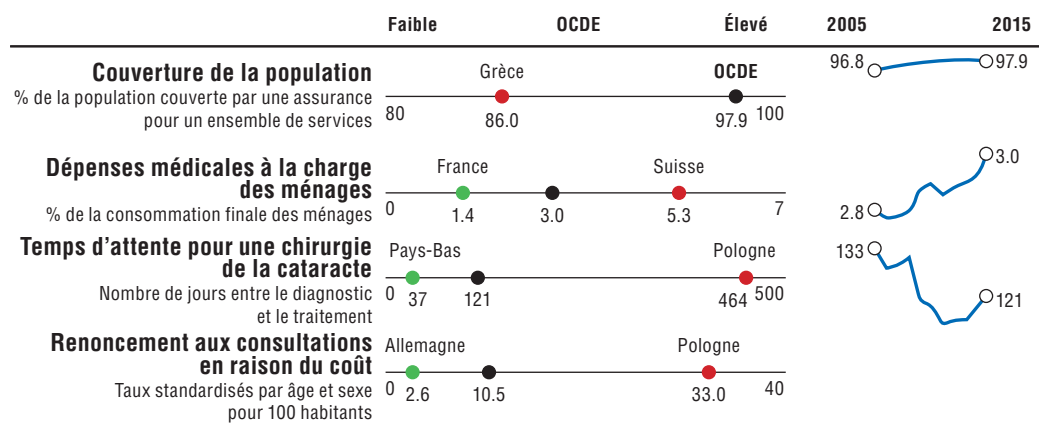 Faible OCDE Élevé 2005 2015
Couverture de la population
% de la population couverte par une assurance
pour un ensemble de services
Grèce OCDE
80 86.0 97.9 100
96.8 97.9
Dépenses médicales à la charge
des ménages
% de la consommation finale des ménages
France Suisse
0 1.4 3.0 5.3 7
2.8 3.0
Temps d'attente pour une chirurgie
de la cataracte
Nombre de jours entre le diagnostic
et le traitement
Pays-Bas Pologne
0 37 121 464 500
133 121
Renoncement aux consultations
en raison du coût
Taux standardisés par âge et sexe
pour 100 habitants
Allemagne Pologne
0 2.6 10.5 33.0 40